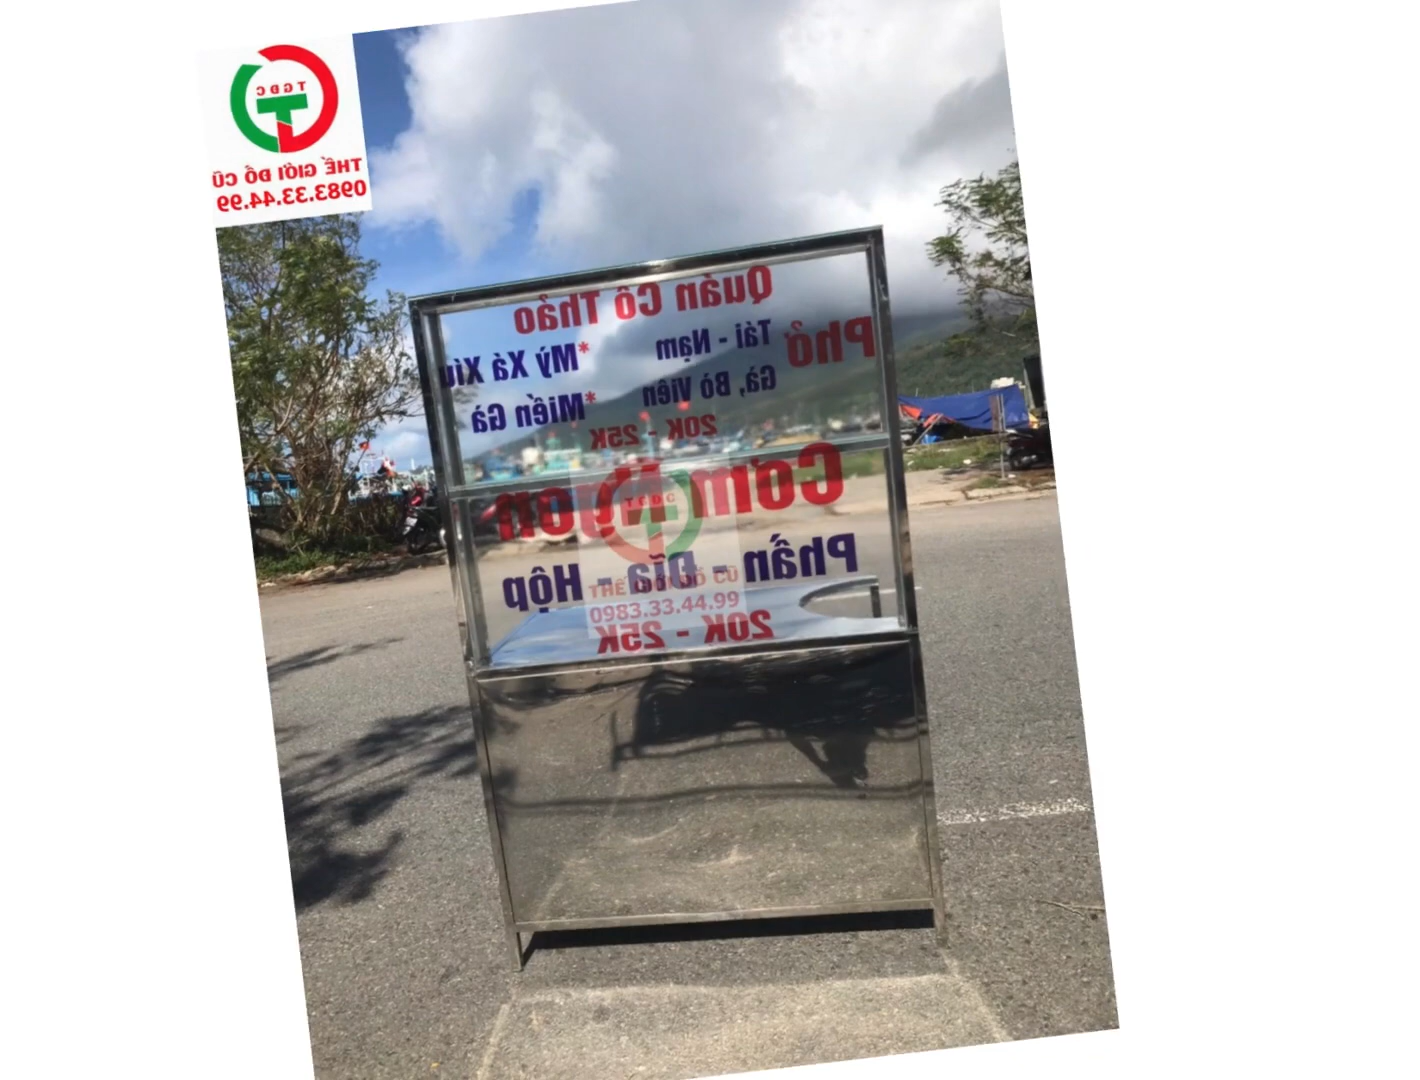 TGDC
THẾ GIỚI ĐỒ CŨ
0983.33.44.99
Quán Cô Thảo
Phở Tái - Nạm *Mỳ Xá Xíu
Gà, Bò Viên *Miến Gà
20K - 25K
Cơm Ngon
TGDC
Phần - Đĩa - Hộp
THẾ GIỚI ĐỒ CŨ
0983.33.44.99
20K - 25K